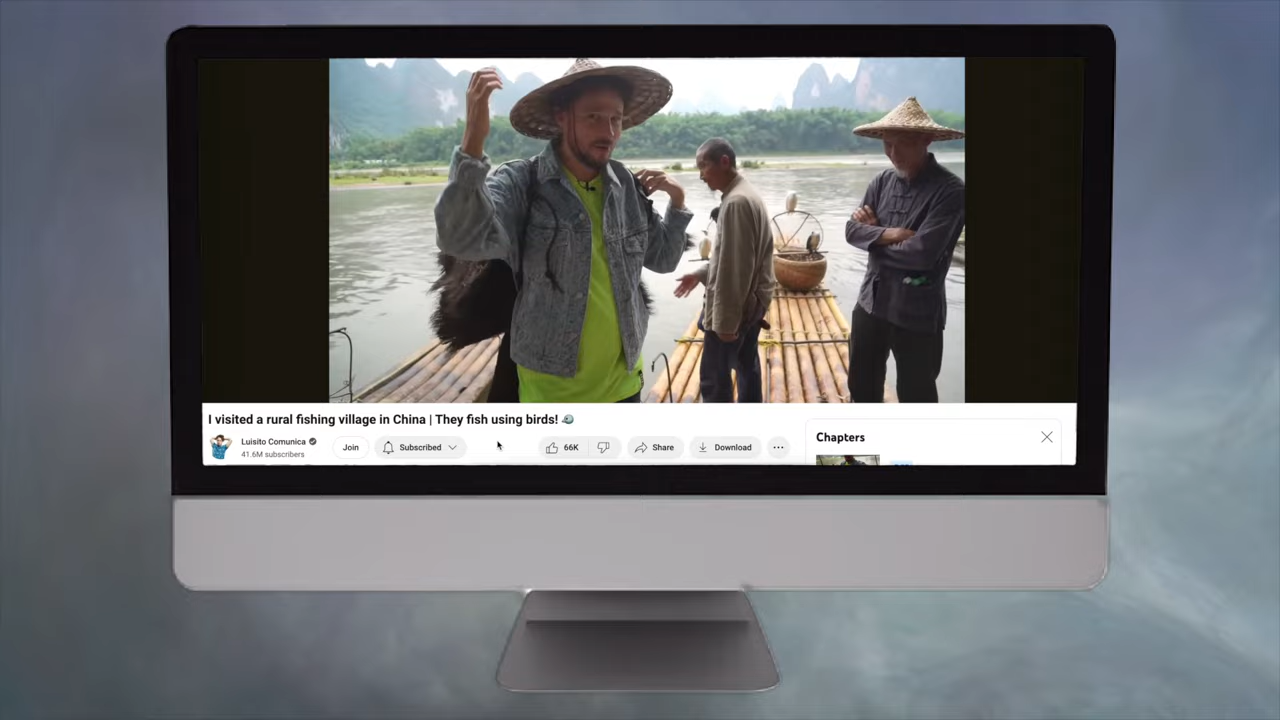 I visited a rural fishing village in China | They fish using birds!
Luisito Comunica
41.6M subscribers
Join
Subscribed
66K
Share
Download
Chapters